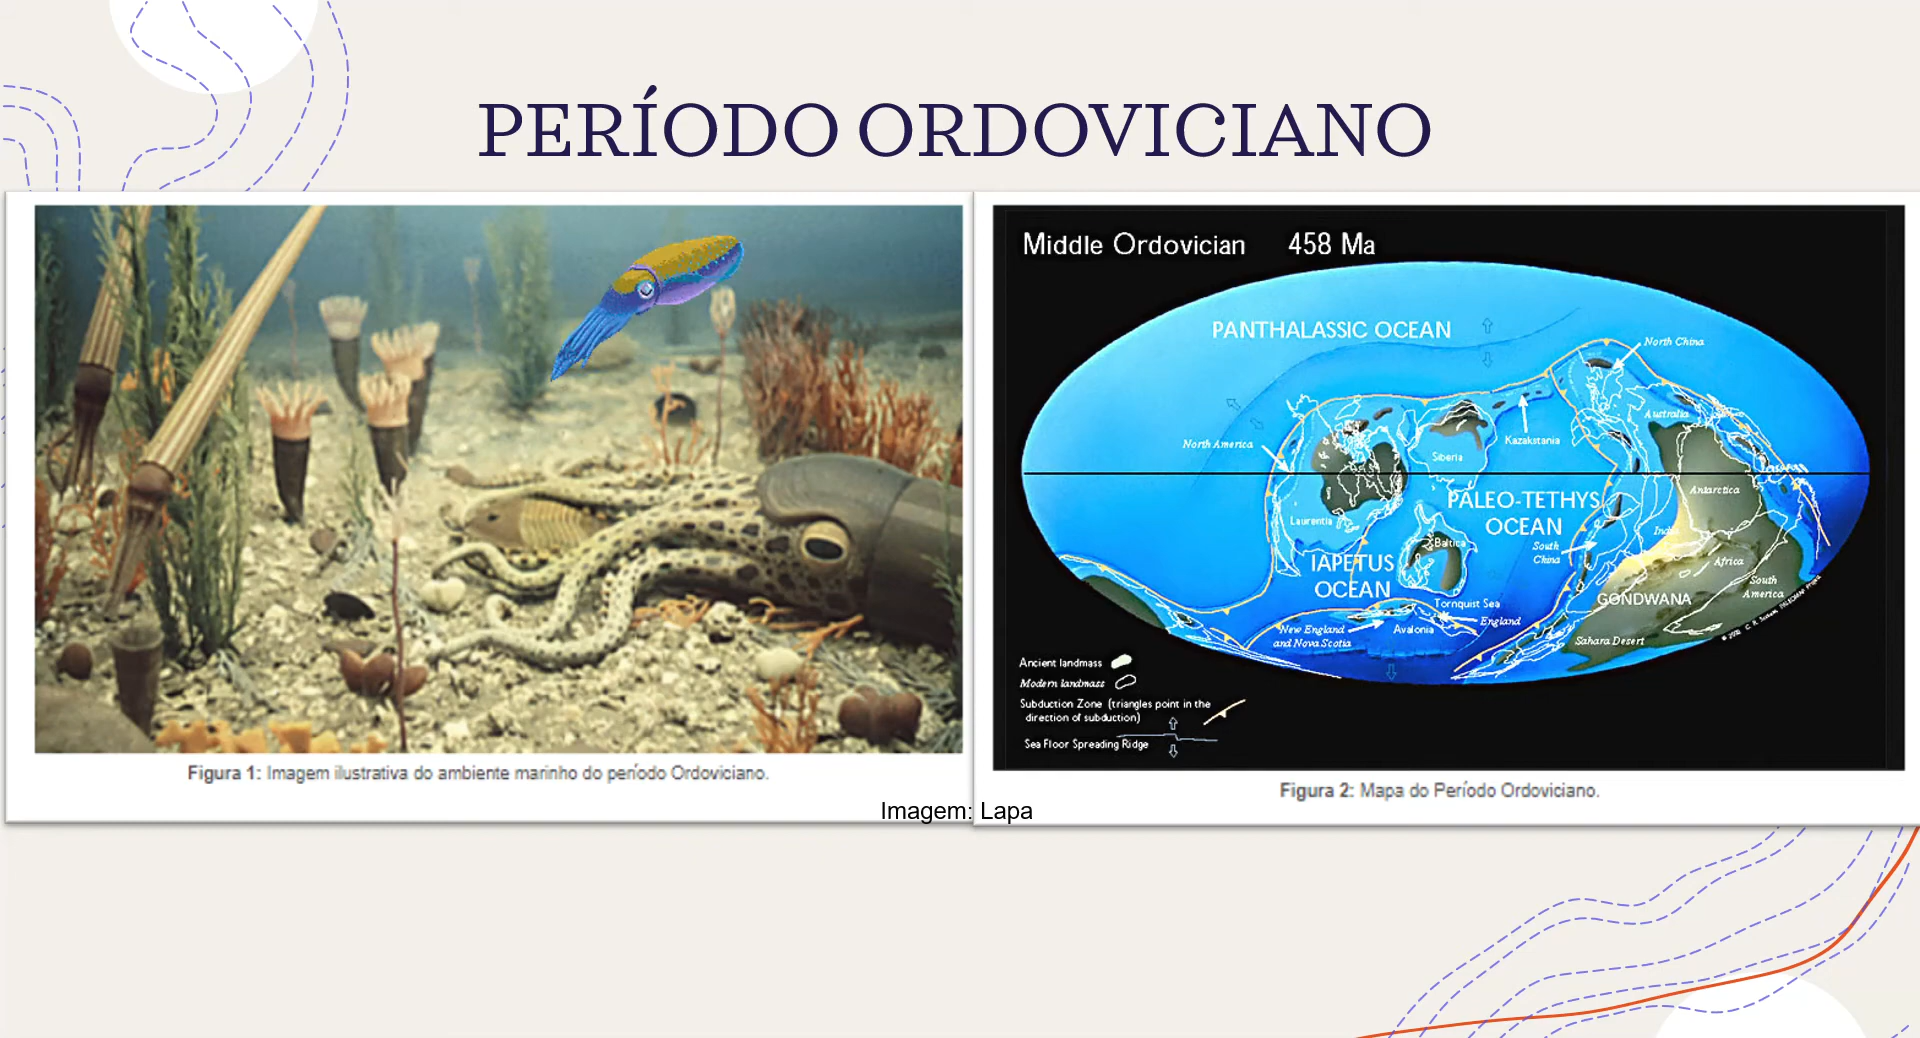 PERÍODO ORDOVICIANO
Figura 1: Imagem ilustrativa do ambiente marinho do período Ordoviciano.
Middle Ordovician 458 Ma
PANTHALASSIC OCEAN
North China
Australia
North America
Kazakstania
Siberia
PALEO-TETHYS
OCEAN
Antarctica
Laurentia
India
South
China
Baltica
Africa
IAPETUS
OCEAN
South
America
GONDWANA
Tornquist Sea
England
New England
and Nova Scotia
Avalonia
Sahara Desert
Ancient landmass
Modern landmass
Subduction Zone (triangles point in the
direction of subduction)
Sea Floor Spreading Ridge
Figura 2: Mapa do Período Ordoviciano.
Imagem: Lapa